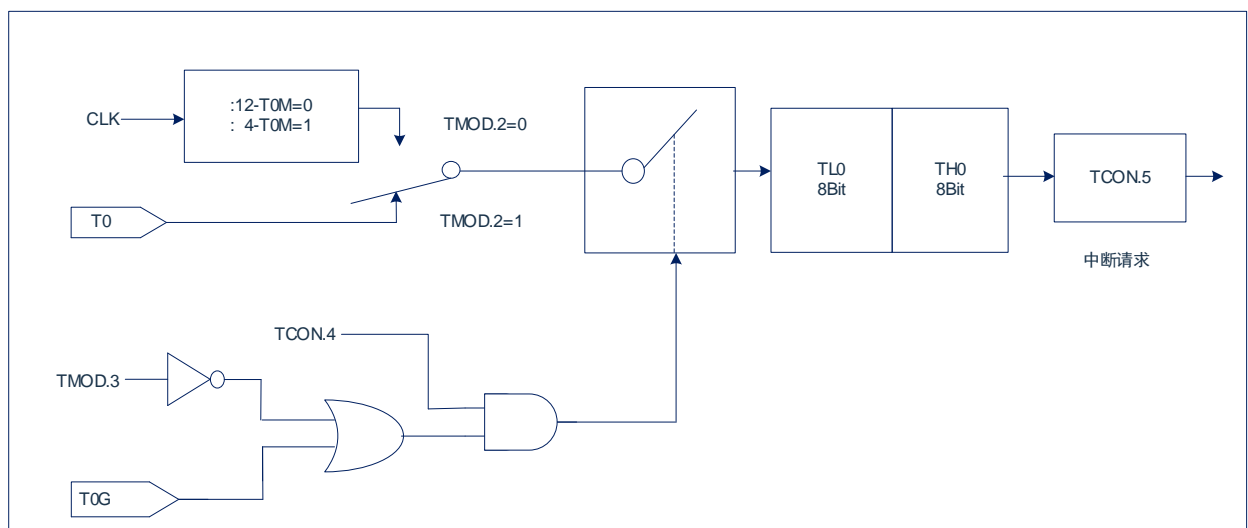 :12-T0M=0
: 4-T0M=1
CLK
TMOD.2=0
T0
TMOD.2=1
TL0
8Bit
TH0
8Bit
TCON.5
中断请求
TCON.4
TMOD.3
T0G